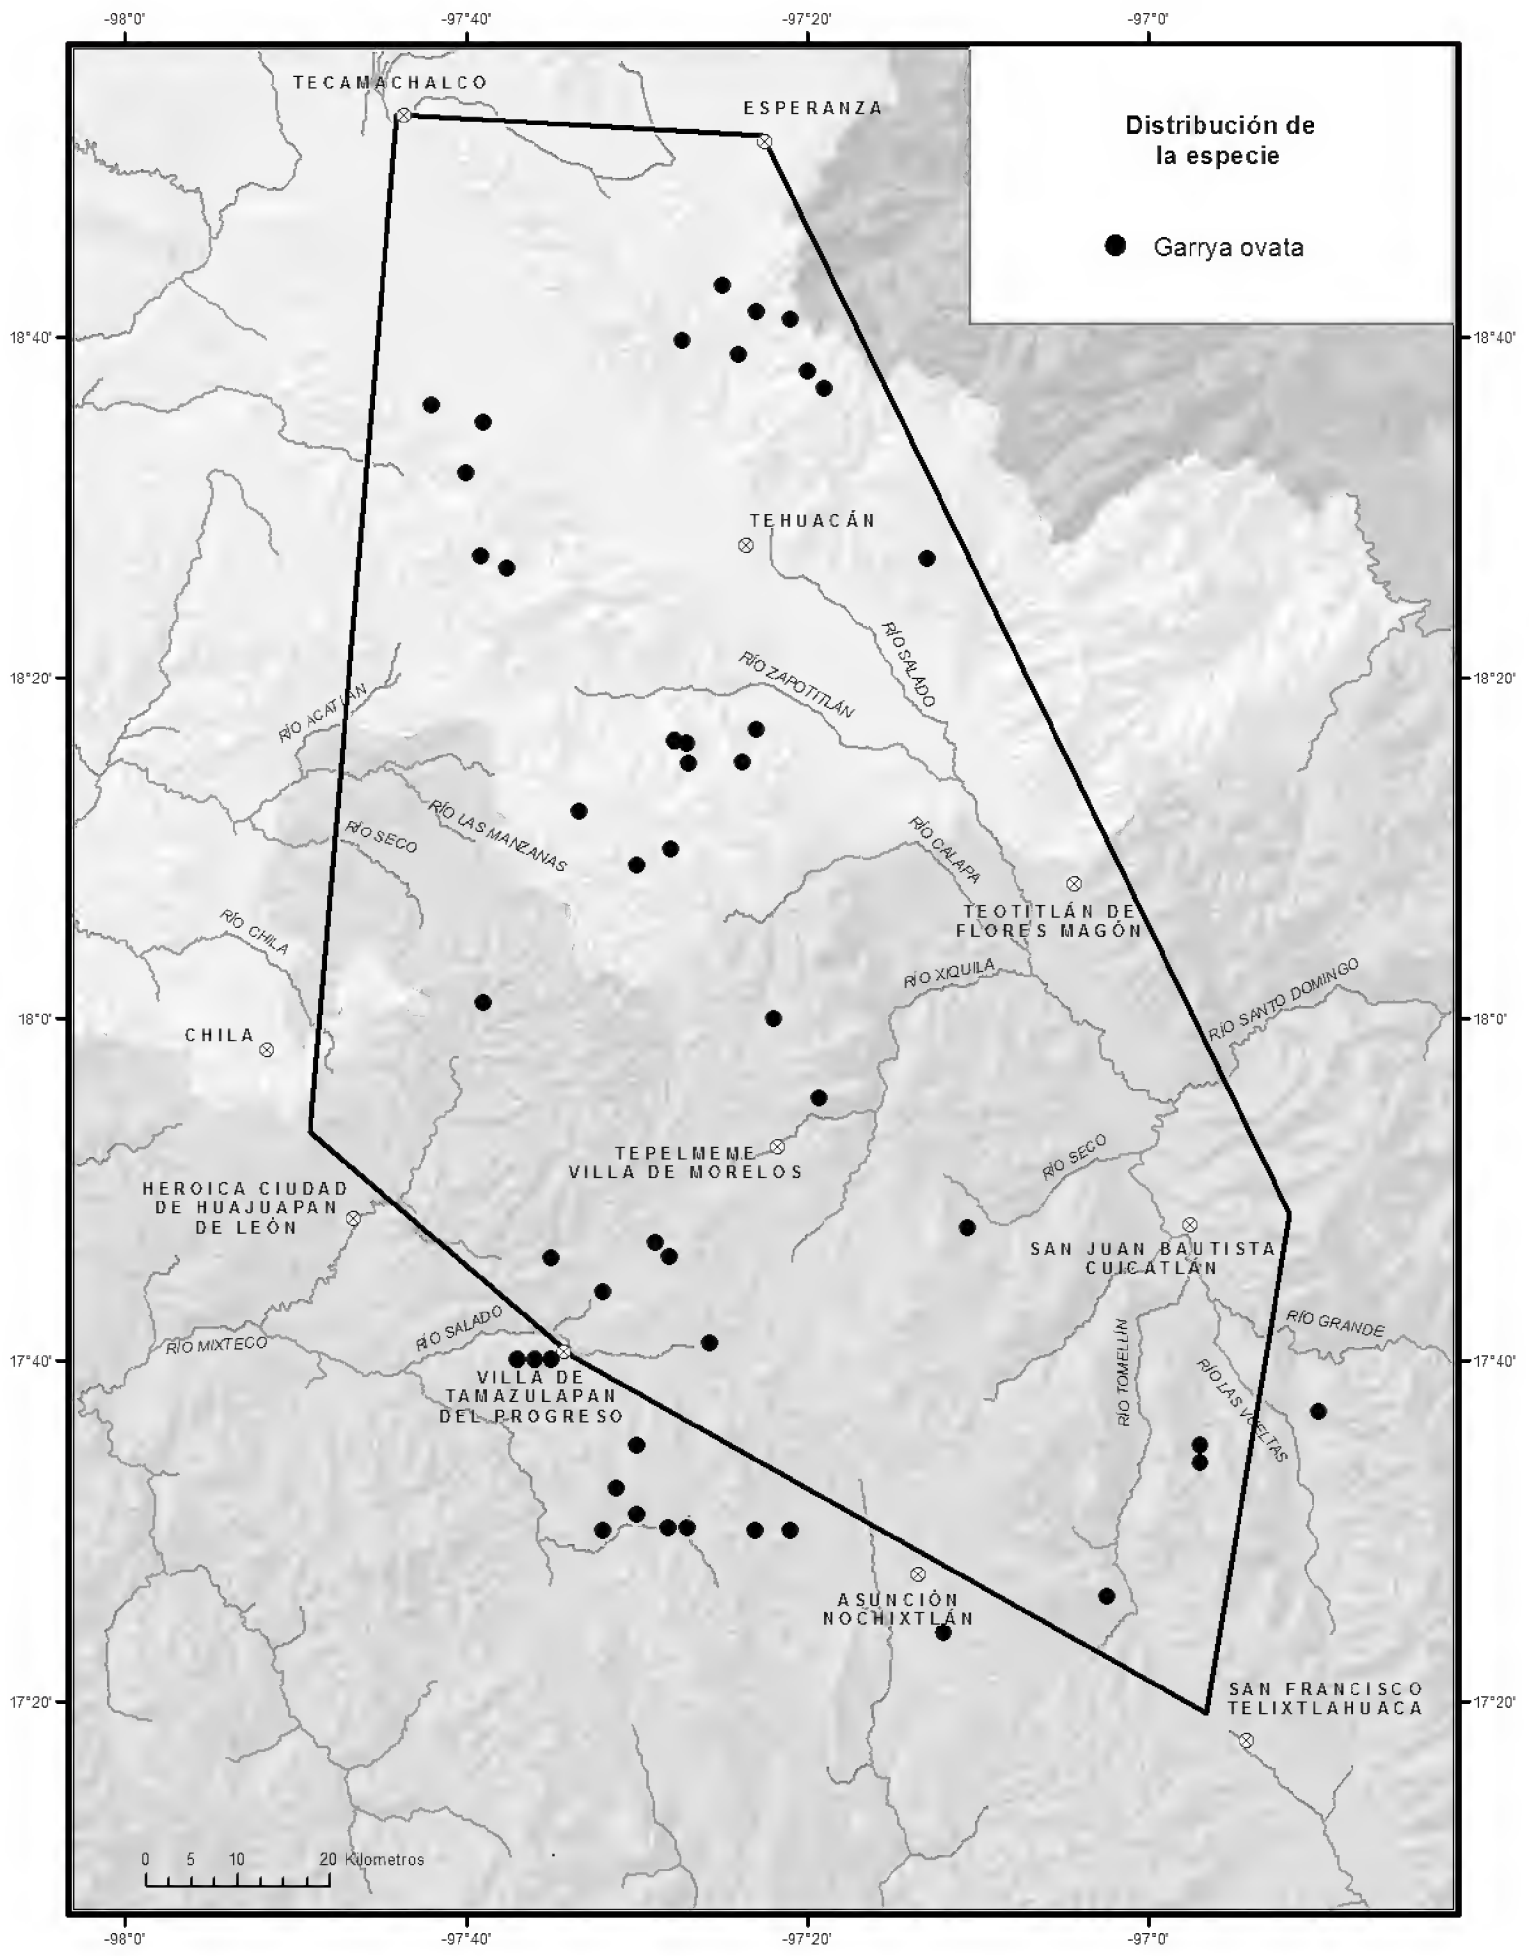 -98°0'
-97°40'
-97°20'
-97°0'
TECAMACHALCO
ESPERANZA
Distribución de
la especie
Garrya ovata
18°40'
18°40'
TEHUACÁN
RÍO SALADO
18°20'
18°20'
RÍO ZAPOTITLÁN
RÍO ACATLÁN
RÍO LAS MANZANAS
RÍO SECO
RÍO CALAPA
TEOTITLÁN DE
FLORES MAGÓN
RÍO CHILA
RÍO XIQUILA
RÍO SANTO DOMINGO
18°0'
18°0'
CHILA
TEPELMEME
VILLA DE MORELOS
RÍO SECO
HEROICA CIUDAD
DE HUAJUAPAN
DE LEÓN
SAN JUAN BAUTISTA
CUICATLÁN
RÍO SALADO
RÍO MIXTECO
RÍO GRANDE
17°40'
17°40'
VILLA DE
TAMAZULAPAN
DEL PROGRESO
RÍO TOMELLÍN
RÍO LAS VUELTAS
ASUNCIÓN
NOCHIXTLÁN
17°20'
17°20'
SAN FRANCISCO
TELIXTLAHUACA
0 5 10 20 Kilometros
-98°0'
-97°40'
-97°20'
-97°0'